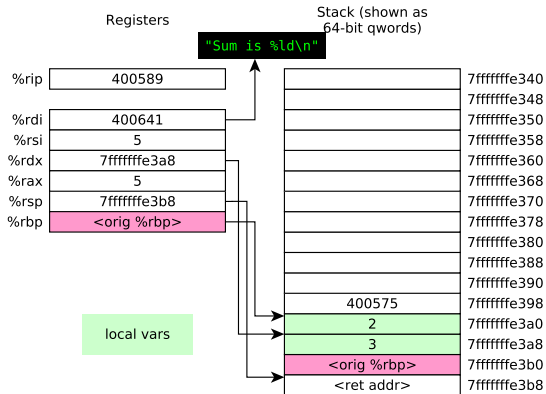 Registers
Stack (shown as
64-bit qwords)
"Sum is %ld\n"
%rip 400589
%rdi 400641
%rsi 5
%rdx 7fffffffe3a8
%rax 5
%rsp 7fffffffe3b8
%rbp <orig %rbp>
local vars
7fffffffe340
7fffffffe348
7fffffffe350
7fffffffe358
7fffffffe360
7fffffffe368
7fffffffe370
7fffffffe378
7fffffffe380
7fffffffe388
7fffffffe390
400575 7fffffffe398
2 7fffffffe3a0
3 7fffffffe3a8
<orig %rbp> 7fffffffe3b0
<ret addr> 7fffffffe3b8